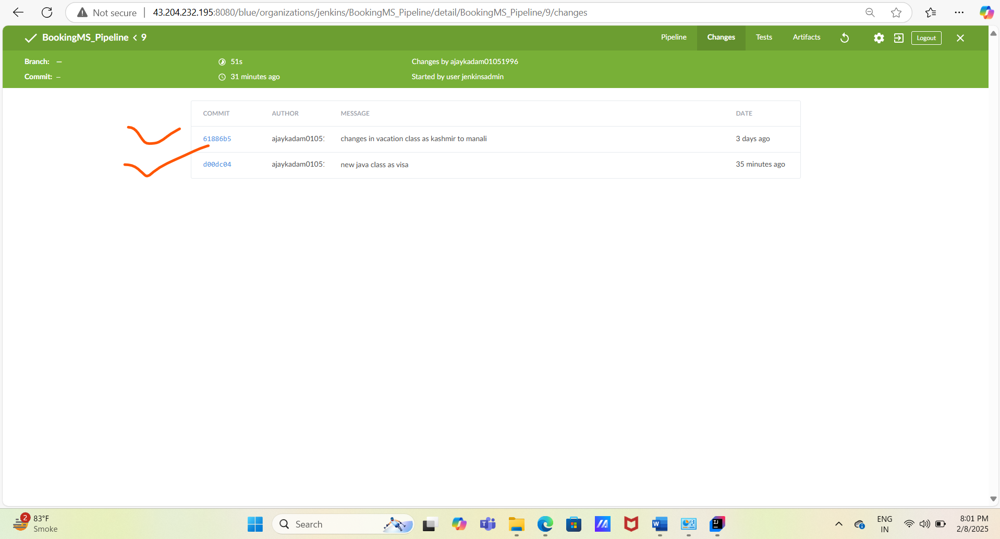 Not secure 43.204.232.195:8080/blue/organizations/jenkins/BookingMS_Pipeline/detail/BookingMS_Pipeline/9/changes
BookingMS_Pipeline < 9 Pipeline Changes Tests Artifacts Logout
Branch: — 51s Changes by ajaykadam01051996
Commit: – 31 minutes ago Started by user jenkinsadmin
COMMIT AUTHOR MESSAGE DATE
61886b5 ajaykadam01051 changes in vacation class as kashmir to manali 3 days ago
d00dc04 ajaykadam01051 new java class as visa 35 minutes ago
2 83°F Smoke Search ENG IN 8:01 PM 2/8/2025